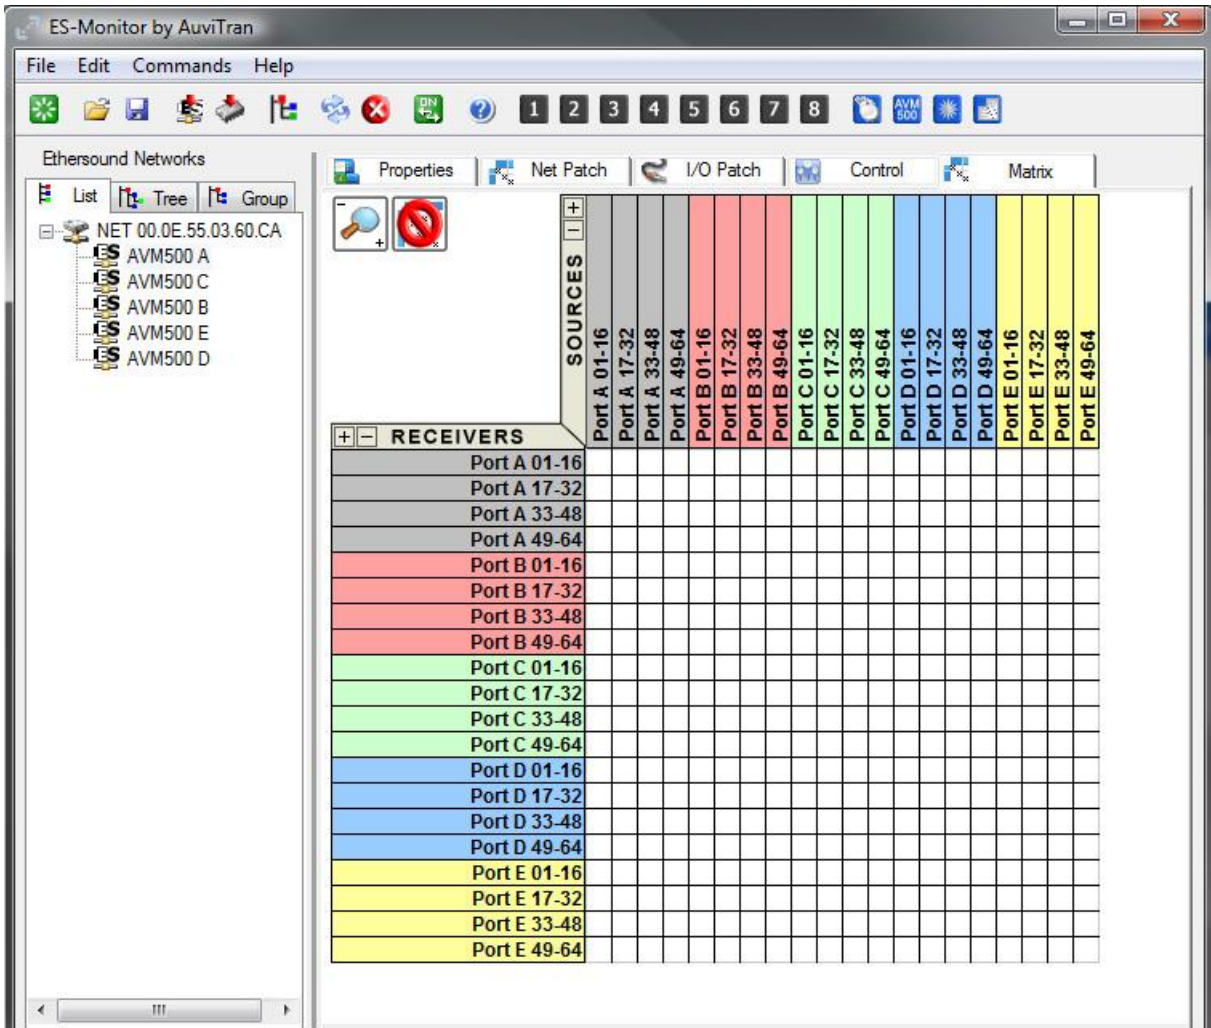 ES-Monitor by AuviTran
File Edit Commands Help
ON
1 2 3 4 5 6 7 8
AVM 500
Ethersound Networks
List Tree Group
NET 00.0E.55.03.60.CA
ES AVM500 A
ES AVM500 C
ES AVM500 B
ES AVM500 E
ES AVM500 D
Properties Net Patch I/O Patch Control Matrix
SOURCES
Port A 01-16
Port A 17-32
Port A 33-48
Port A 49-64
Port B 01-16
Port B 17-32
Port B 33-48
Port B 49-64
Port C 01-16
Port C 17-32
Port C 33-48
Port C 49-64
Port D 01-16
Port D 17-32
Port D 33-48
Port D 49-64
Port E 01-16
Port E 17-32
Port E 33-48
Port E 49-64
RECEIVERS
Port A 01-16
Port A 17-32
Port A 33-48
Port A 49-64
Port B 01-16
Port B 17-32
Port B 33-48
Port B 49-64
Port C 01-16
Port C 17-32
Port C 33-48
Port C 49-64
Port D 01-16
Port D 17-32
Port D 33-48
Port D 49-64
Port E 01-16
Port E 17-32
Port E 33-48
Port E 49-64